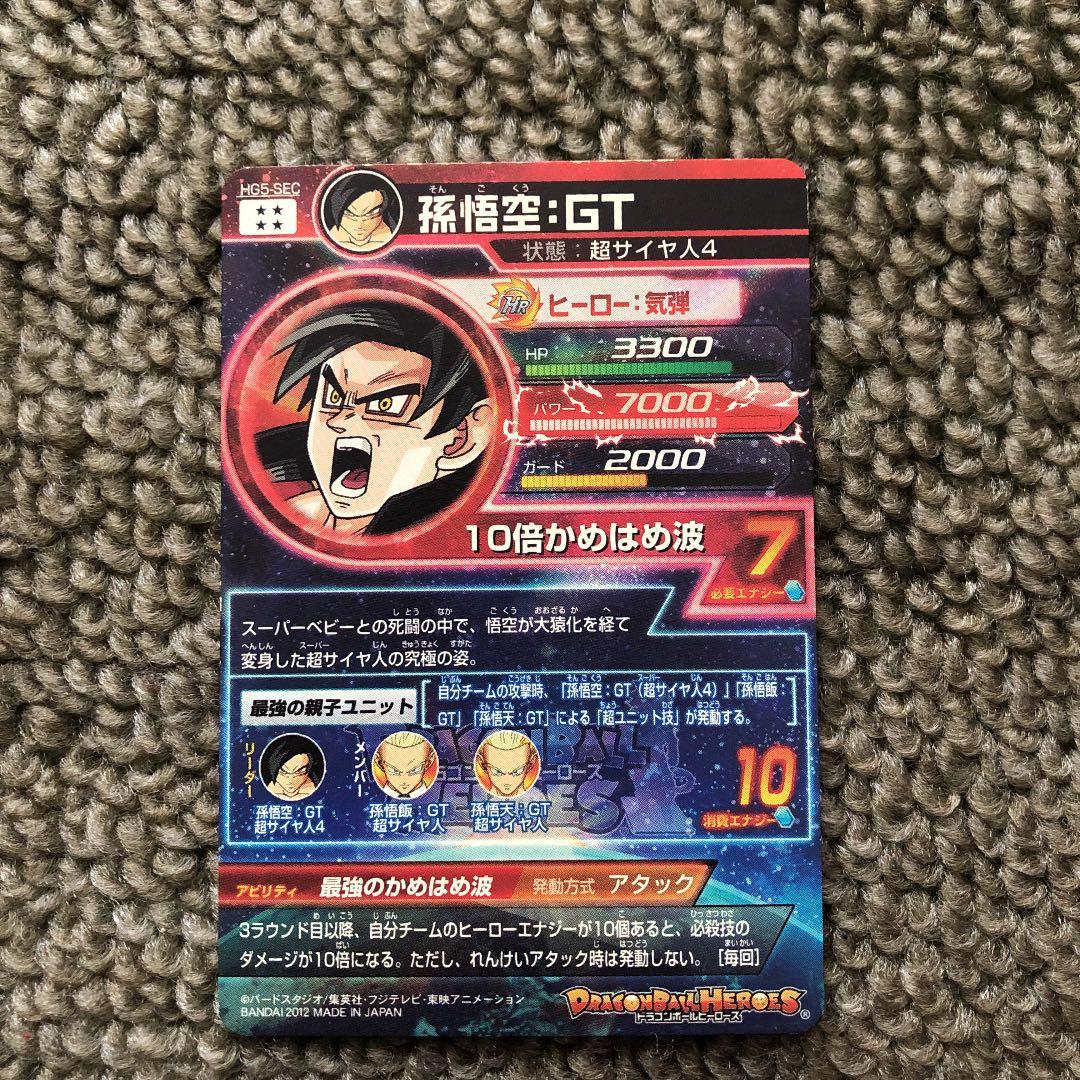 HG5-SEC
孫悟空:GT
そんごくう
状態:超サイヤ人4
HR ヒーロー:気弾
HP 3300
パワー 7000
ガード 2000
10倍かめはめ波
7
必要エナジー
スーパーベビーとの死闘の中で、悟空が大猿化を経て
変身した超サイヤ人の究極の姿。
最強の親子ユニット
自分チームの攻撃時、「孫悟空:GT(超サイヤ人4)」「孫悟飯:
GT」「孫悟天:GT」による「超ユニット技」が発動する。
リーダー
孫悟空:GT
超サイヤ人4
メンバー
孫悟飯:GT
超サイヤ人
孫悟天:GT
超サイヤ人
10
消費エナジー
アビリティ 最強のかめはめ波 発動方式 アタック
3ラウンド目以降、自分チームのヒーローエナジーが10個あると、必殺技の
ダメージが10倍になる。ただし、れんけいアタック時は発動しない。[毎回]
©バードスタジオ/集英社・フジテレビ・東映アニメーション
BANDAI 2012 MADE IN JAPAN
DRAGONBALL HEROES
ドラゴンボールヒーローズ®